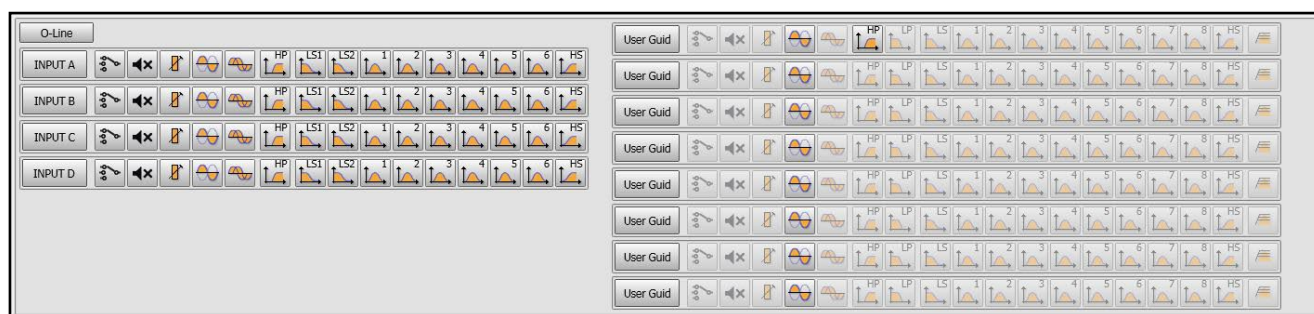 O-Line
INPUT A HP LS1 LS2 1 2 3 4 5 6 HS
INPUT B HP LS1 LS2 1 2 3 4 5 6 HS
INPUT C HP LS1 LS2 1 2 3 4 5 6 HS
INPUT D HP LS1 LS2 1 2 3 4 5 6 HS
User Guid HP LP LS 1 2 3 4 5 6 7 8 HS
User Guid HP LP LS 1 2 3 4 5 6 7 8 HS
User Guid HP LP LS 1 2 3 4 5 6 7 8 HS
User Guid HP LP LS 1 2 3 4 5 6 7 8 HS
User Guid HP LP LS 1 2 3 4 5 6 7 8 HS
User Guid HP LP LS 1 2 3 4 5 6 7 8 HS
User Guid HP LP LS 1 2 3 4 5 6 7 8 HS
User Guid HP LP LS 1 2 3 4 5 6 7 8 HS